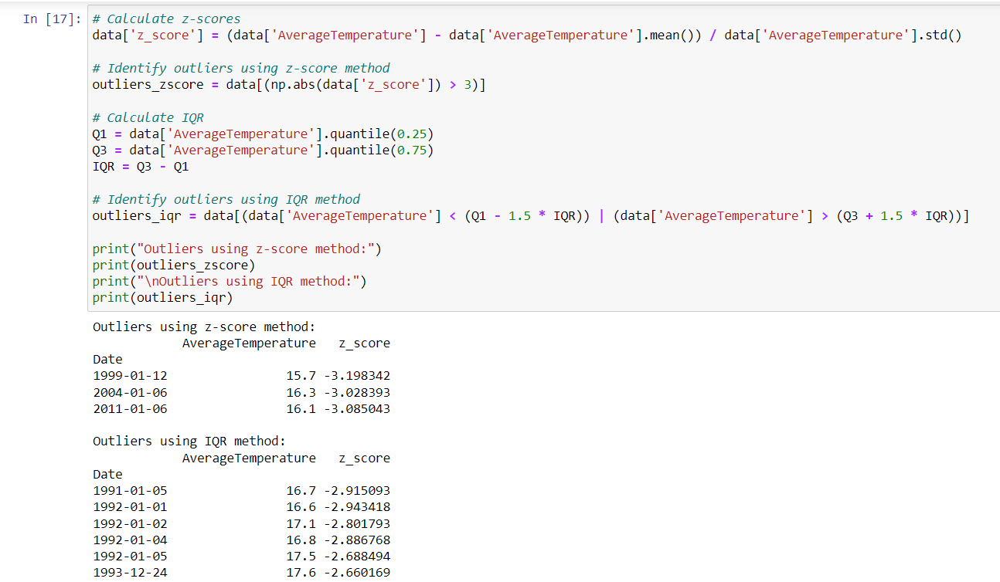 In [17]: # Calculate z-scores
data['z_score'] = (data['AverageTemperature'] - data['AverageTemperature'].mean()) / data['AverageTemperature'].std()
# Identify outliers using z-score method
outliers_zscore = data[(np.abs(data['z_score']) > 3)]
# Calculate IQR
Q1 = data['AverageTemperature'].quantile(0.25)
Q3 = data['AverageTemperature'].quantile(0.75)
IQR = Q3 - Q1
# Identify outliers using IQR method
outliers_iqr = data[(data['AverageTemperature'] < (Q1 - 1.5 * IQR)) | (data['AverageTemperature'] > (Q3 + 1.5 * IQR))]
print("Outliers using z-score method:")
print(outliers_zscore)
print("\nOutliers using IQR method:")
print(outliers_iqr)
Outliers using z-score method:
AverageTemperature z_score
Date
1999-01-12 15.7 -3.198342
2004-01-06 16.3 -3.028393
2011-01-06 16.1 -3.085043
Outliers using IQR method:
AverageTemperature z_score
Date
1991-01-05 16.7 -2.915093
1992-01-01 16.6 -2.943418
1992-01-02 17.1 -2.801793
1992-01-04 16.8 -2.886768
1992-01-05 17.5 -2.688494
1993-12-24 17.6 -2.660169